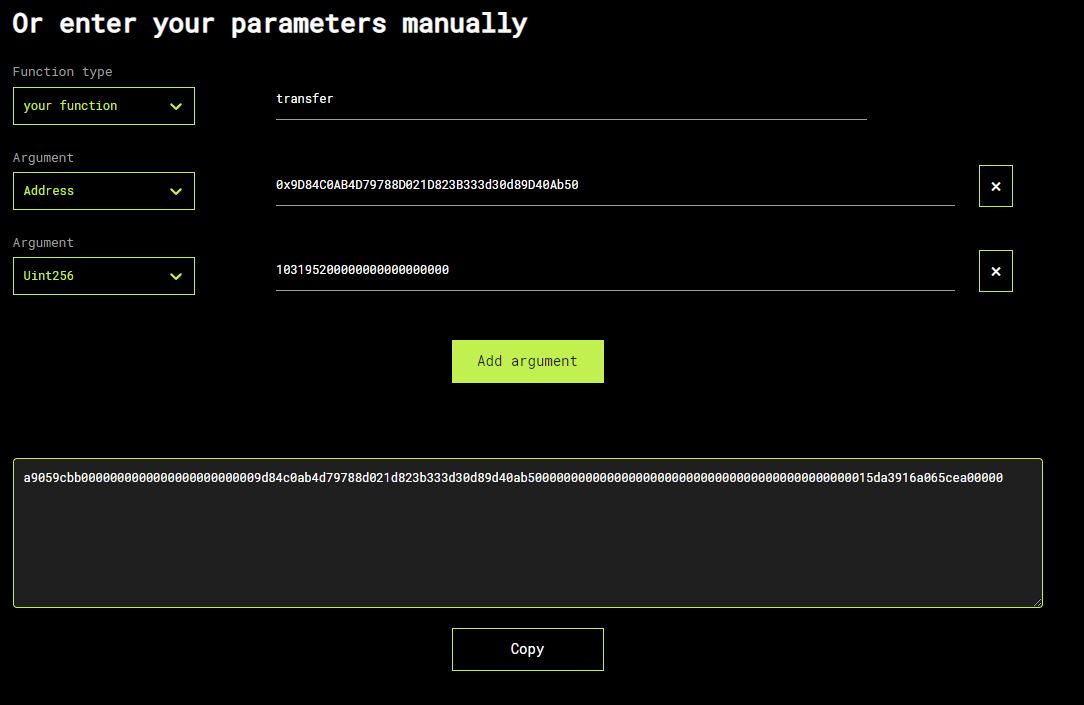 Or enter your parameters manually
Function type
your function
transfer
Argument
Address
0x9D84C0AB4D79788D021D823B333d30d89D40Ab50
Argument
Uint256
103195200000000000000000
Add argument
a9059cbb0000000000000000000000009d84c0ab4d79788d021d823b333d30d89d40ab500000000000000000000000000000000000000000000015da3916a065cea00000
Copy